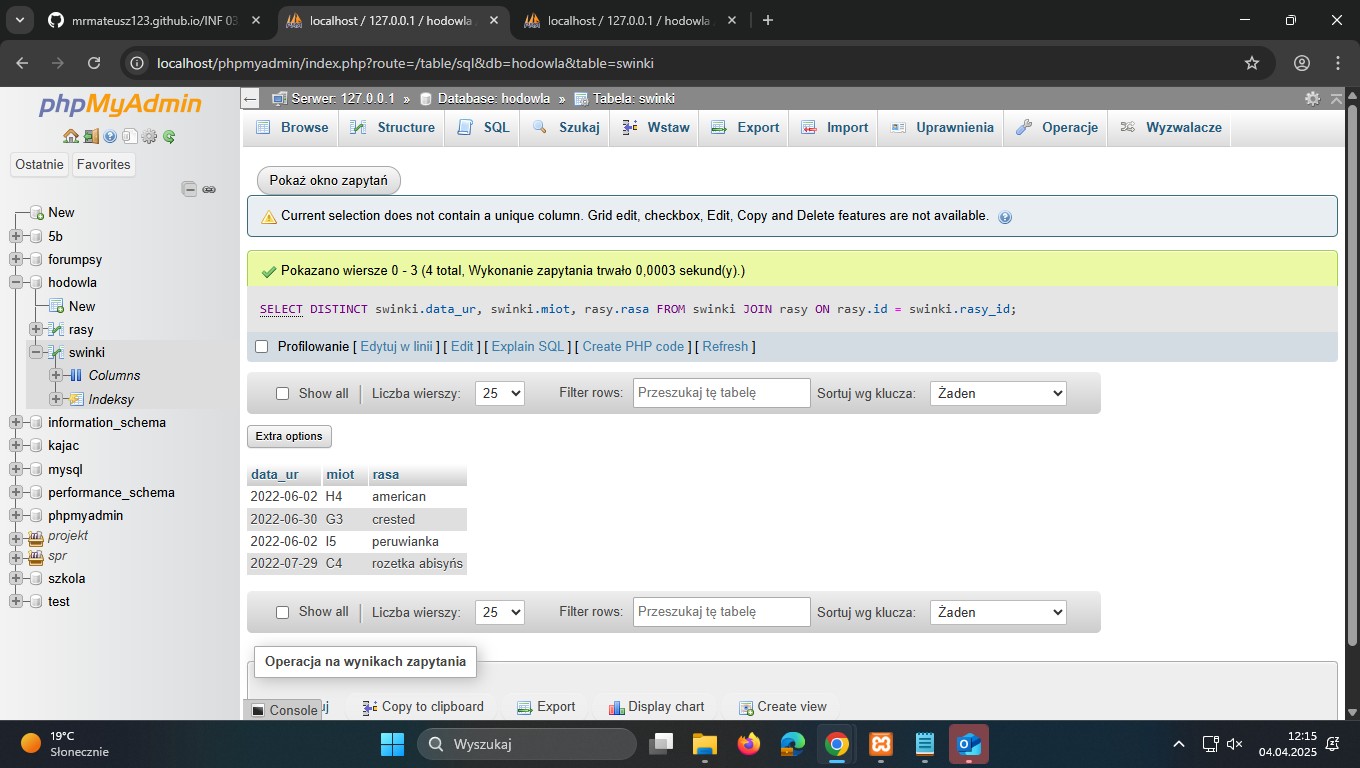 mrmateusz123.github.io/INF 03
localhost / 127.0.0.1 / hodowla
localhost / 127.0.0.1 / hodowla
localhost/phpmyadmin/index.php?route=/table/sql&db=hodowla&table=swinki
phpMyAdmin
Ostatnie Favorites
New
5b
forumpsy
hodowla
New
rasy
swinki
Columns
Indeksy
information_schema
kajac
mysql
performance_schema
phpmyadmin
projekt
spr
szkola
test
Serwer: 127.0.0.1 » Database: hodowla » Tabela: swinki
Browse Structure SQL Szukaj Wstaw Export Import Uprawnienia Operacje Wyzwalacze
Pokaż okno zapytań
Current selection does not contain a unique column. Grid edit, checkbox, Edit, Copy and Delete features are not available.
Pokazano wiersze 0 - 3 (4 total, Wykonanie zapytania trwało 0,0003 sekund(y).)
SELECT DISTINCT swinki.data_ur, swinki.miot, rasy.rasa FROM swinki JOIN rasy ON rasy.id = swinki.rasy_id;
Profilowanie [ Edytuj w linii ] [ Edit ] [ Explain SQL ] [ Create PHP code ] [ Refresh ]
Show all Liczba wierszy: 25 Filter rows: Przeszukaj tę tabelę Sortuj wg klucza: Żaden
Extra options
data_ur miot rasa
2022-06-02 H4 american
2022-06-30 G3 crested
2022-06-02 I5 peruwianka
2022-07-29 C4 rozetka abisyńs
Show all Liczba wierszy: 25 Filter rows: Przeszukaj tę tabelę Sortuj wg klucza: Żaden
Operacja na wynikach zapytania
Console uj Copy to clipboard Export Display chart Create view
19°C
Słonecznie
Wyszukaj
12:15
04.04.2025